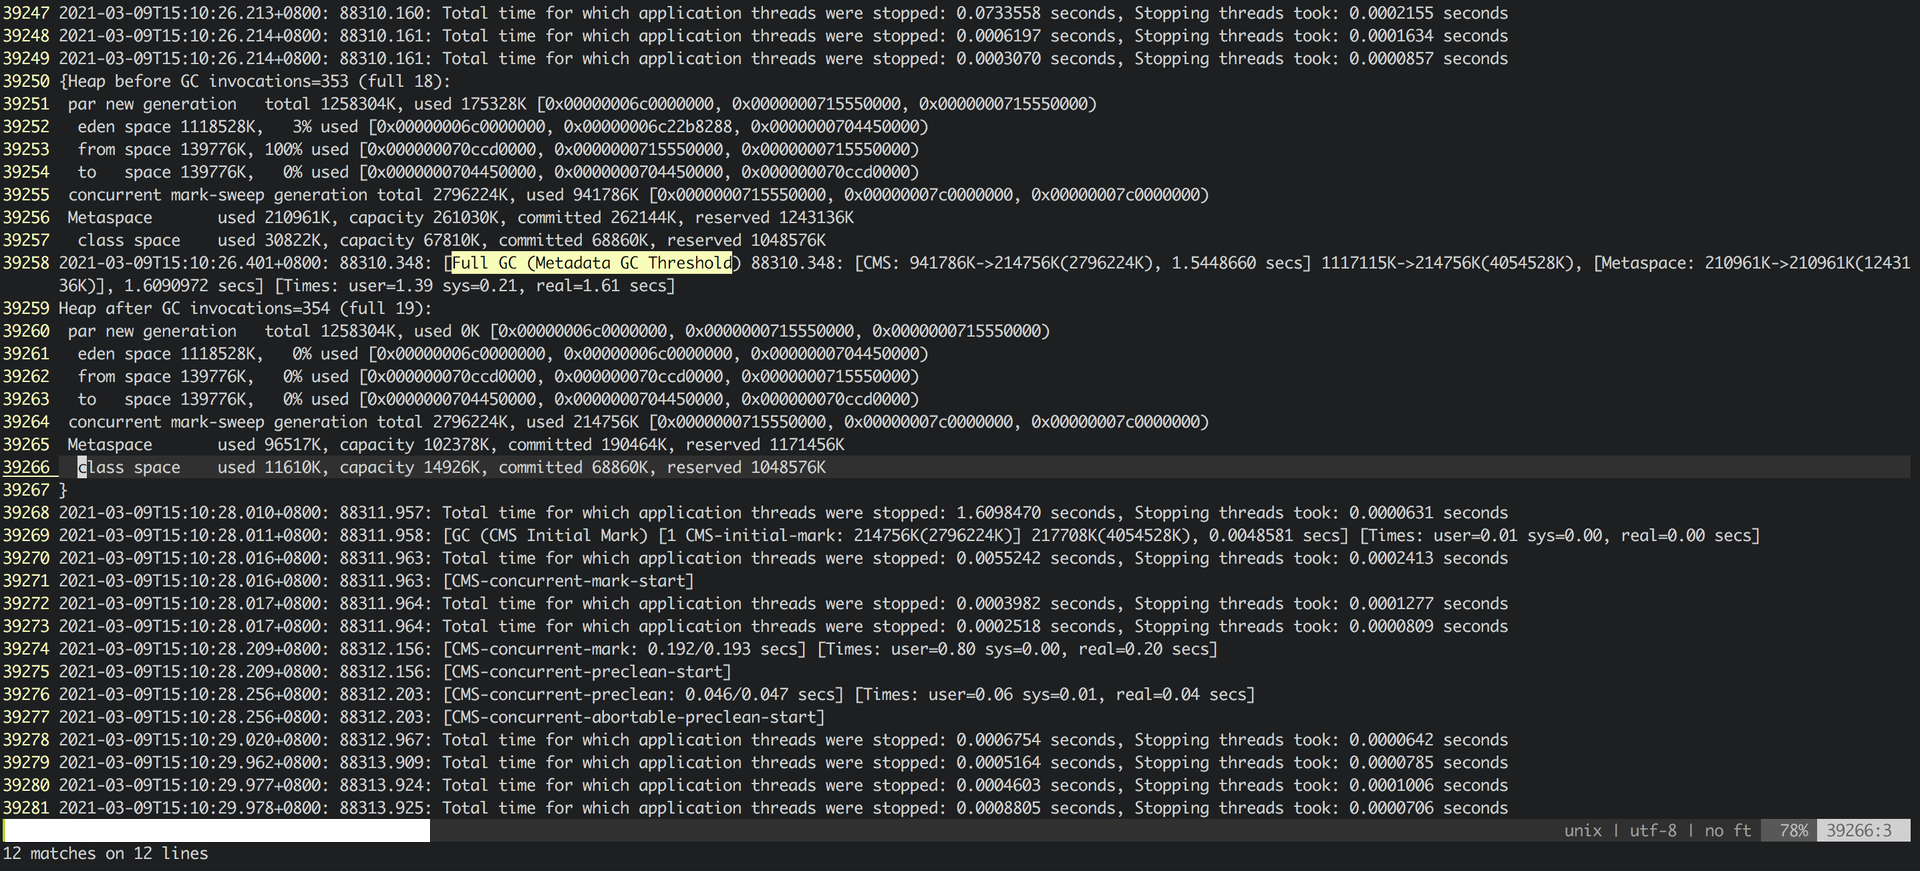 39247 2021-03-09T15:10:26.213+0800: 88310.160: Total time for which application threads were stopped: 0.0733558 seconds, Stopping threads took: 0.0002155 seconds
39248 2021-03-09T15:10:26.214+0800: 88310.161: Total time for which application threads were stopped: 0.0006197 seconds, Stopping threads took: 0.0001634 seconds
39249 2021-03-09T15:10:26.214+0800: 88310.161: Total time for which application threads were stopped: 0.0003070 seconds, Stopping threads took: 0.0000857 seconds
39250 {Heap before GC invocations=353 (full 18):
39251  par new generation   total 1258304K, used 175328K [0x00000006c0000000, 0x0000000715550000, 0x0000000715550000)
39252   eden space 1118528K,   3% used [0x00000006c0000000, 0x00000006c22b8288, 0x0000000704450000)
39253   from space 139776K, 100% used [0x000000070ccd0000, 0x0000000715550000, 0x0000000715550000)
39254   to   space 139776K,   0% used [0x0000000704450000, 0x0000000704450000, 0x000000070ccd0000)
39255  concurrent mark-sweep generation total 2796224K, used 941786K [0x0000000715550000, 0x00000007c0000000, 0x00000007c0000000)
39256  Metaspace       used 210961K, capacity 261030K, committed 262144K, reserved 1243136K
39257   class space    used 30822K, capacity 67810K, committed 68860K, reserved 1048576K
39258 2021-03-09T15:10:26.401+0800: 88310.348: [Full GC (Metadata GC Threshold) 88310.348: [CMS: 941786K->214756K(2796224K), 1.5448660 secs] 1117115K->214756K(4054528K), [Metaspace: 210961K->210961K(12431
36K)], 1.6090972 secs] [Times: user=1.39 sys=0.21, real=1.61 secs]
39259 Heap after GC invocations=354 (full 19):
39260  par new generation   total 1258304K, used 0K [0x00000006c0000000, 0x0000000715550000, 0x0000000715550000)
39261   eden space 1118528K,   0% used [0x00000006c0000000, 0x00000006c0000000, 0x0000000704450000)
39262   from space 139776K,   0% used [0x000000070ccd0000, 0x000000070ccd0000, 0x0000000715550000)
39263   to   space 139776K,   0% used [0x0000000704450000, 0x0000000704450000, 0x000000070ccd0000)
39264  concurrent mark-sweep generation total 2796224K, used 214756K [0x0000000715550000, 0x00000007c0000000, 0x00000007c0000000)
39265  Metaspace       used 96517K, capacity 102378K, committed 190464K, reserved 1171456K
39266   class space    used 11610K, capacity 14926K, committed 68860K, reserved 1048576K
39267 }
39268 2021-03-09T15:10:28.010+0800: 88311.957: Total time for which application threads were stopped: 1.6098470 seconds, Stopping threads took: 0.0000631 seconds
39269 2021-03-09T15:10:28.011+0800: 88311.958: [GC (CMS Initial Mark) [1 CMS-initial-mark: 214756K(2796224K)] 217708K(4054528K), 0.0048581 secs] [Times: user=0.01 sys=0.00, real=0.00 secs]
39270 2021-03-09T15:10:28.016+0800: 88311.963: Total time for which application threads were stopped: 0.0055242 seconds, Stopping threads took: 0.0002413 seconds
39271 2021-03-09T15:10:28.016+0800: 88311.963: [CMS-concurrent-mark-start]
39272 2021-03-09T15:10:28.017+0800: 88311.964: Total time for which application threads were stopped: 0.0003982 seconds, Stopping threads took: 0.0001277 seconds
39273 2021-03-09T15:10:28.017+0800: 88311.964: Total time for which application threads were stopped: 0.0002518 seconds, Stopping threads took: 0.0000809 seconds
39274 2021-03-09T15:10:28.209+0800: 88312.156: [CMS-concurrent-mark: 0.192/0.193 secs] [Times: user=0.80 sys=0.00, real=0.20 secs]
39275 2021-03-09T15:10:28.209+0800: 88312.156: [CMS-concurrent-preclean-start]
39276 2021-03-09T15:10:28.256+0800: 88312.203: [CMS-concurrent-preclean: 0.046/0.047 secs] [Times: user=0.06 sys=0.01, real=0.04 secs]
39277 2021-03-09T15:10:28.256+0800: 88312.203: [CMS-concurrent-abortable-preclean-start]
39278 2021-03-09T15:10:29.020+0800: 88312.967: Total time for which application threads were stopped: 0.0006754 seconds, Stopping threads took: 0.0000642 seconds
39279 2021-03-09T15:10:29.962+0800: 88313.909: Total time for which application threads were stopped: 0.0005164 seconds, Stopping threads took: 0.0000785 seconds
39280 2021-03-09T15:10:29.977+0800: 88313.924: Total time for which application threads were stopped: 0.0004603 seconds, Stopping threads took: 0.0001006 seconds
39281 2021-03-09T15:10:29.978+0800: 88313.925: Total time for which application threads were stopped: 0.0008805 seconds, Stopping threads took: 0.0000706 seconds
unix | utf-8 | no ft 78% 39266:3
12 matches on 12 lines